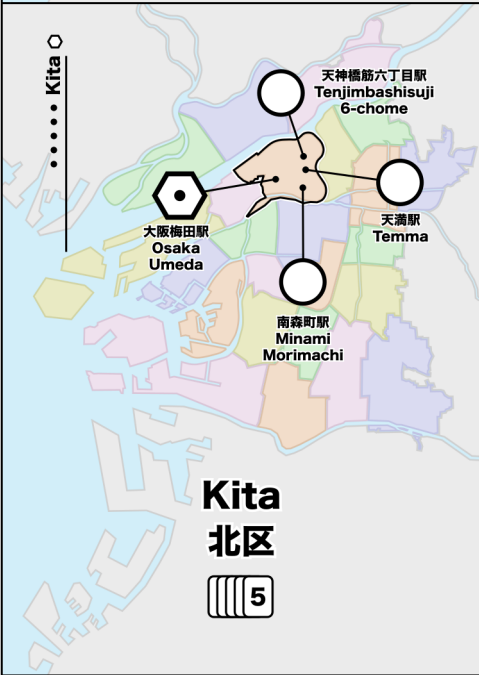 Kita
天神橋筋六丁目駅
Tenjimbashisuji
6-chome
大阪梅田駅
Osaka
Umeda
天満駅
Temma
南森町駅
Minami
Morimachi
Kita
北区
5